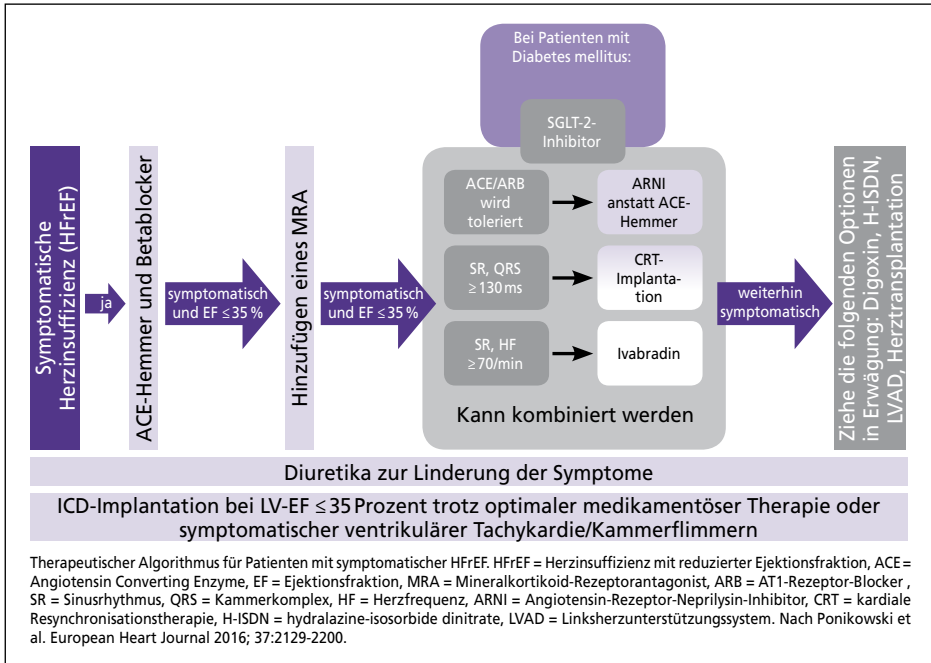 Bei Patienten mit
Diabetes mellitus:
SGLT-2-
Inhibitor
Symptomatische
Herzinsuffizienz (HFrEF)
ja
ACE-Hemmer und Betablocker
symptomatisch
und EF ≤35 %
Hinzufügen eines MRA
symptomatisch
und EF ≤35 %
ACE/ARB
wird
toleriert
ARNI
anstatt ACE-
Hemmer
SR, QRS
≥130 ms
CRT-
Implanta-
tion
SR, HF
≥70/min
Ivabradin
Kann kombiniert werden
weiterhin
symptomatisch
Ziehe die folgenden Optionen
in Erwägung: Digoxin, H-ISDN,
LVAD, Herztransplantation
Diuretika zur Linderung der Symptome
ICD-Implantation bei LV-EF ≤35 Prozent trotz optimaler medikamentöser Therapie oder
symptomatischer ventrikulärer Tachykardie/Kammerflimmern
Therapeutischer Algorithmus für Patienten mit symptomatischer HFrEF. HFrEF = Herzinsuffizienz mit reduzierter Ejektionsfraktion, ACE =
Angiotensin Converting Enzyme, EF = Ejektionsfraktion, MRA = Mineralkortikoid-Rezeptorantagonist, ARB = AT1-Rezeptor-Blocker ,
SR = Sinusrhythmus, QRS = Kammerkomplex, HF = Herzfrequenz, ARNI = Angiotensin-Rezeptor-Neprilysin-Inhibitor, CRT = kardiale
Resynchronisationstherapie, H-ISDN = hydralazine-isosorbide dinitrate, LVAD = Linksherzunterstützungssystem. Nach Ponikowski et
al. European Heart Journal 2016; 37:2129-2200.